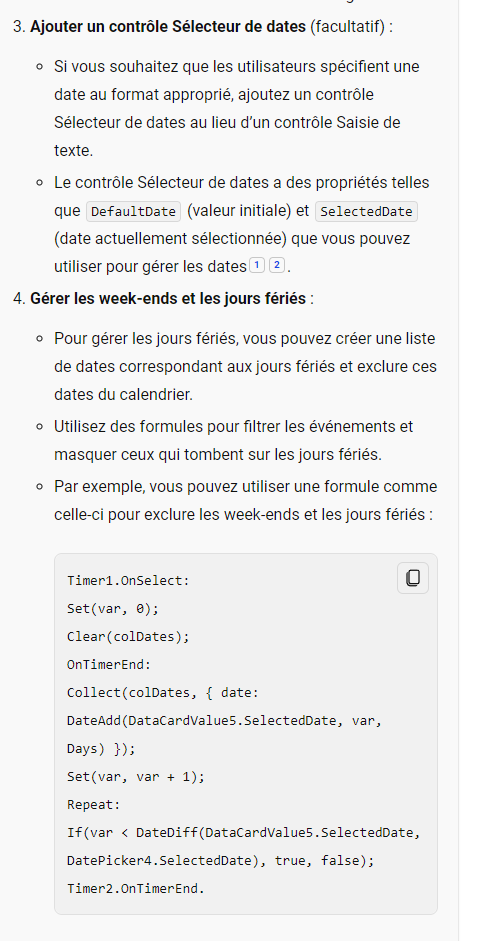 3. Ajouter un contrôle Sélecteur de dates (facultatif) :
Si vous souhaitez que les utilisateurs spécifient une
date au format approprié, ajoutez un contrôle
Sélecteur de dates au lieu d’un contrôle Saisie de
texte.
Le contrôle Sélecteur de dates a des propriétés telles
que DefaultDate (valeur initiale) et SelectedDate
(date actuellement sélectionnée) que vous pouvez
utiliser pour gérer les dates 1 2 .
4. Gérer les week-ends et les jours fériés :
Pour gérer les jours fériés, vous pouvez créer une liste
de dates correspondant aux jours fériés et exclure ces
dates du calendrier.
Utilisez des formules pour filtrer les événements et
masquer ceux qui tombent sur les jours fériés.
Par exemple, vous pouvez utiliser une formule comme
celle-ci pour exclure les week-ends et les jours fériés :
Timer1.OnSelect:
Set(var, 0);
Clear(colDates);
OnTimerEnd:
Collect(colDates, { date:
DateAdd(DataCardValue5.SelectedDate, var,
Days) });
Set(var, var + 1);
Repeat:
If(var < DateDiff(DataCardValue5.SelectedDate,
DatePicker4.SelectedDate), true, false);
Timer2.OnTimerEnd.